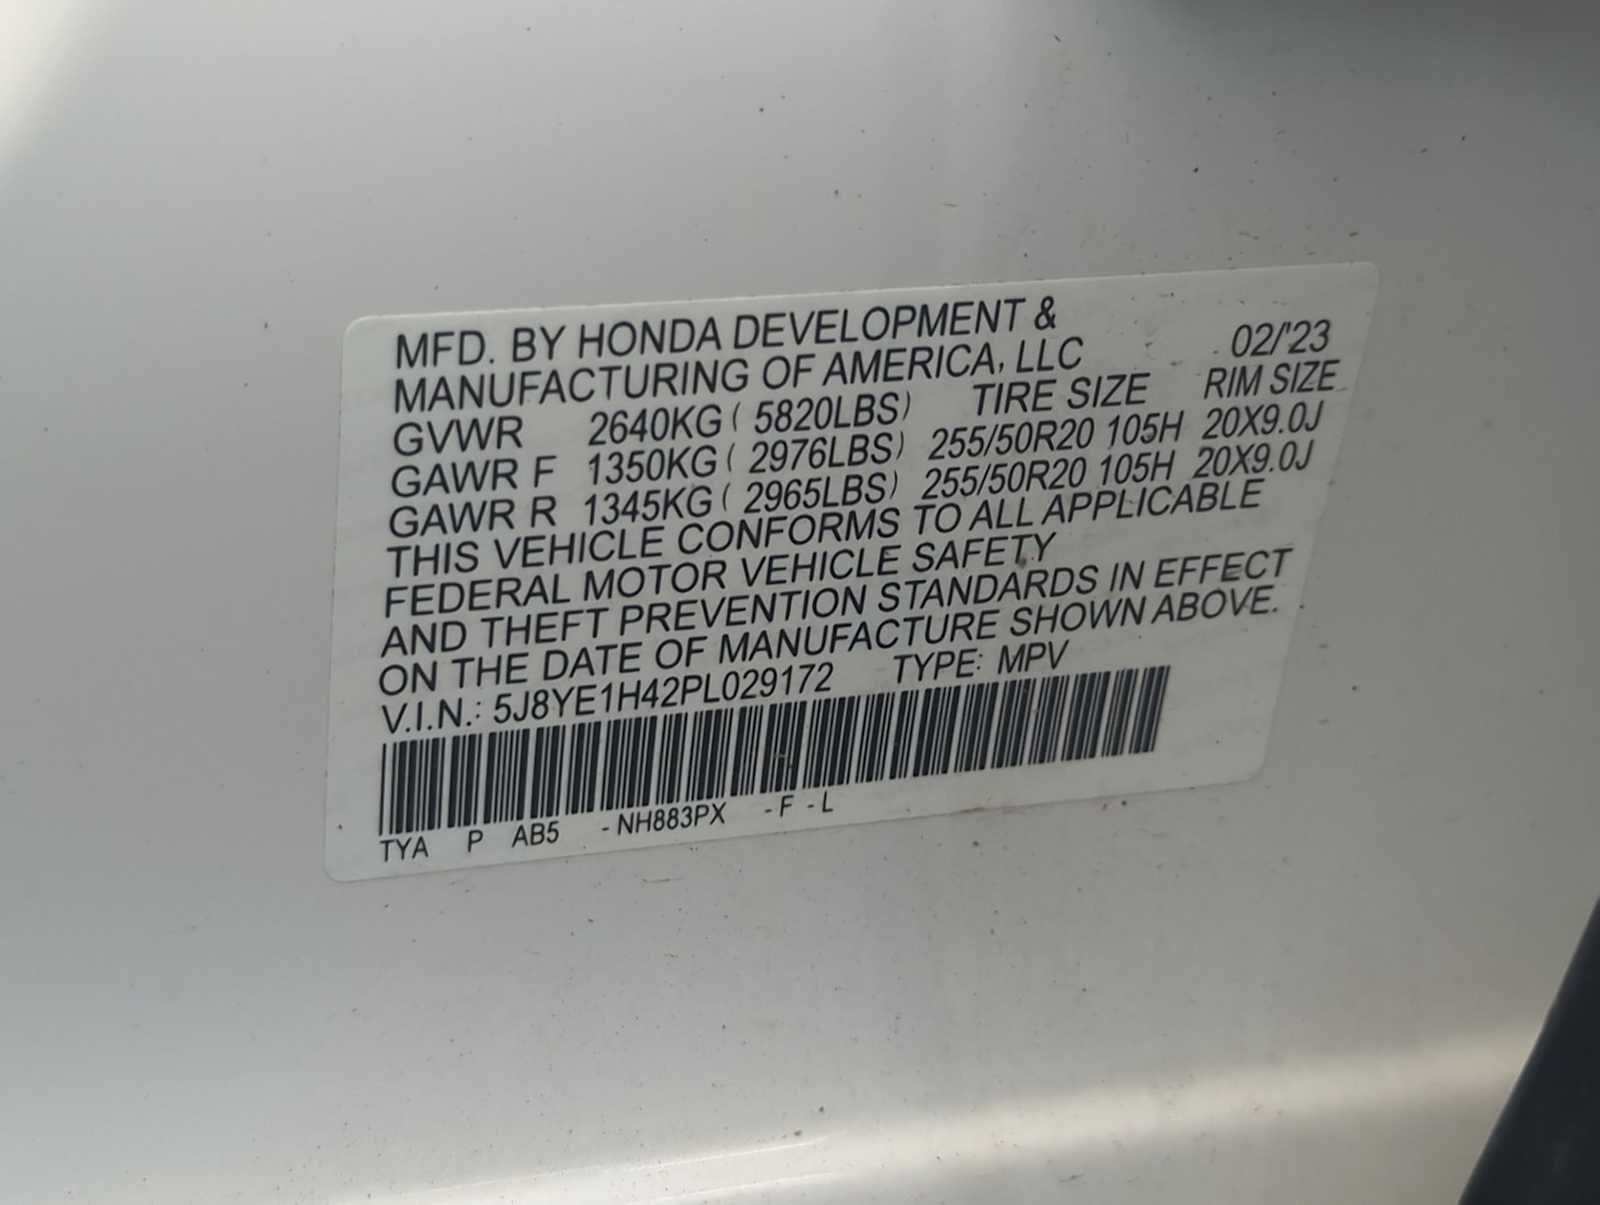 MFD. BY HONDA DEVELOPMENT &
MANUFACTURING OF AMERICA, LLC 02/'23
GVWR 2640KG ( 5820LBS) TIRE SIZE RIM SIZE
GAWR F 1350KG ( 2976LBS) 255/50R20 105H 20X9.0J
GAWR R 1345KG ( 2965LBS) 255/50R20 105H 20X9.0J
THIS VEHICLE CONFORMS TO ALL APPLICABLE
FEDERAL MOTOR VEHICLE SAFETY
AND THEFT PREVENTION STANDARDS IN EFFECT
ON THE DATE OF MANUFACTURE SHOWN ABOVE.
V.I.N.: 5J8YE1H42PL029172 TYPE: MPV
TYA P AB5 -NH883PX -F -L